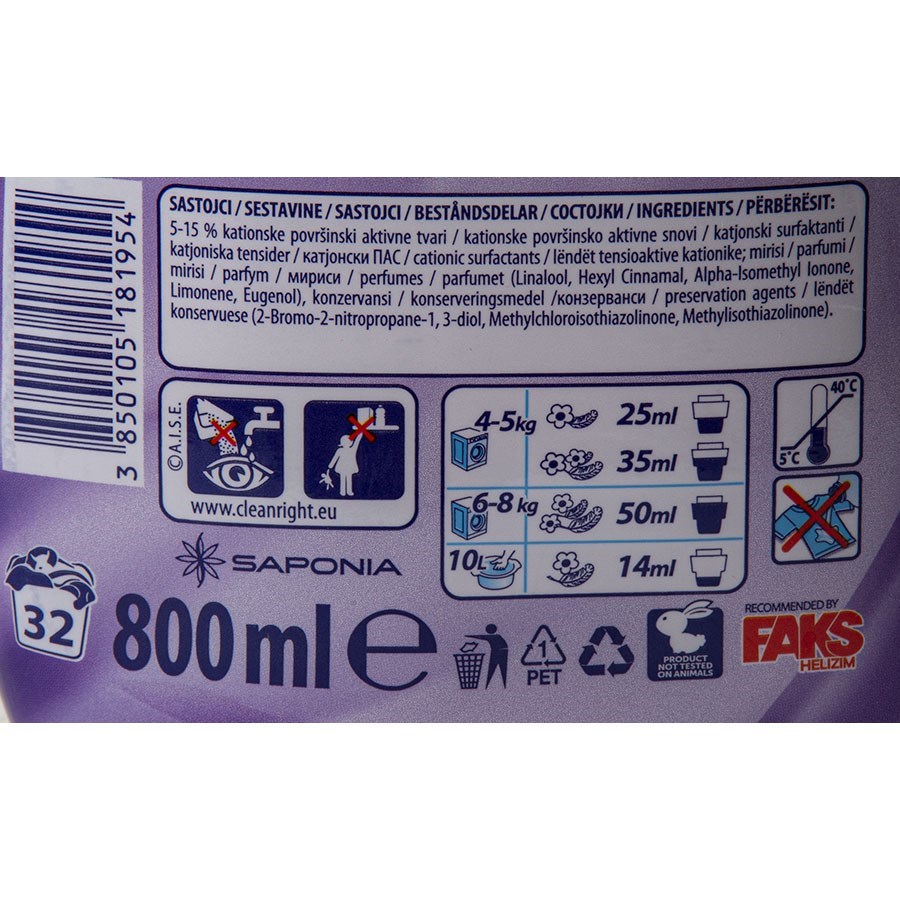 SASTOJCI / SESTAVINE / SASTOJCI / BESTÅNDSDELAR / СОСТОЈКИ / INGREDIENTS / PËRBËRËSIT:
5-15 % kationske površinski aktivne tvari / kationske površinsko aktivne snovi / katjonski surfaktanti /
katjoniska tensider / катјонски ПАС / cationic surfactants / lëndët tensioaktive kationike; mirisi / parfumi /
mirisi / parfym / мириси / perfumes / parfumet (Linalool, Hexyl Cinnamal, Alpha-Isomethyl Ionone,
Limonene, Eugenol), konzervansi / konserveringsmedel /конзерванси / preservation agents / lëndët
konservuese (2-Bromo-2-nitropropane-1, 3-diol, Methylchloroisothiazolinone, Methylisothiazolinone).
3 850105 181954
©A.I.S.E.
www.cleanright.eu
4-5kg 25ml
35ml
6-8 kg 50ml
10L 14ml
40°C
5°C
SAPONIA
32
800 ml e
1
PET
PRODUCT
NOT TESTED
ON ANIMALS
RECOMMENDED BY
FAKS
HELIZIM